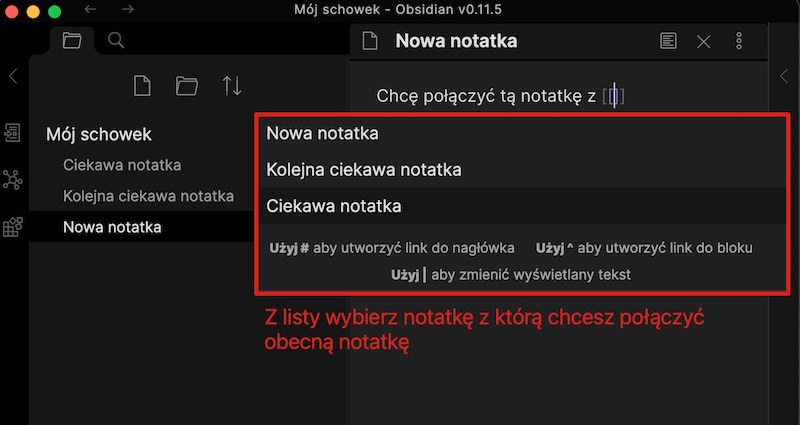 Mój schowek - Obsidian v0.11.5
Nowa notatka
Chcę połączyć tą notatkę z [[]]
Mój schowek
Ciekawa notatka
Kolejna ciekawa notatka
Nowa notatka
Nowa notatka
Kolejna ciekawa notatka
Ciekawa notatka
Użyj # aby utworzyć link do nagłówka Użyj ^ aby utworzyć link do bloku
Użyj | aby zmienić wyświetlany tekst
Z listy wybierz notatkę z którą chcesz połączyć
obecną notatkę